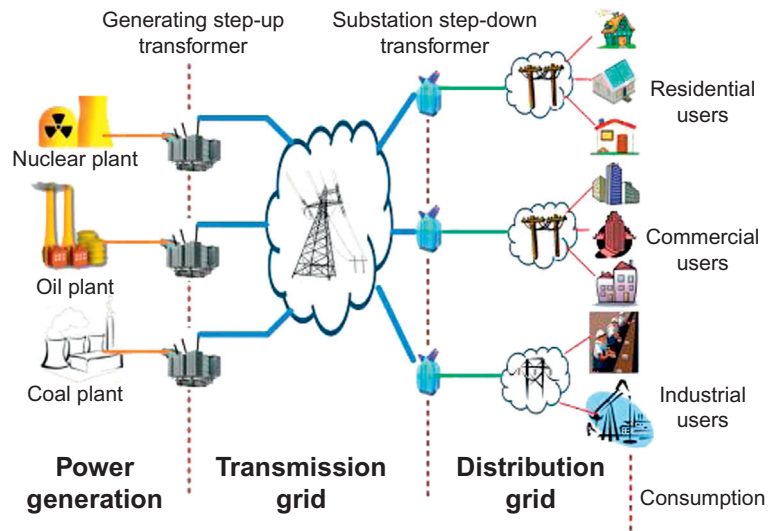 Generating step-up
transformer
Substation step-down
transformer
Residential
users
Nuclear plant
Commercial
users
Oil plant
Coal plant
Industrial
users
Power
generation
Transmission
grid
Distribution
grid
Consumption